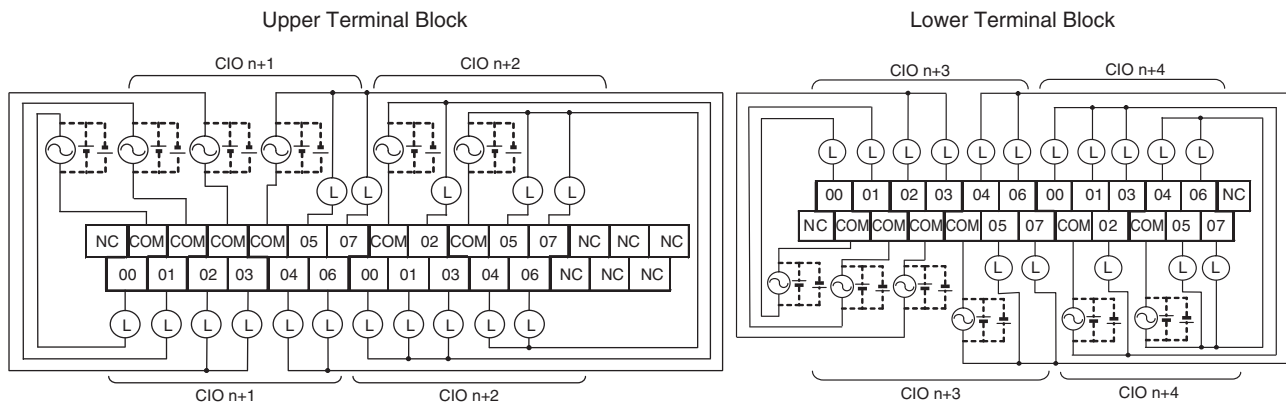 Upper Terminal Block
Lower Terminal Block
CIO n+1
CIO n+2
L L L L L
NC COM COM COM COM 05 07 COM 02 COM 05 07 NC NC NC
00 01 02 03 04 06 00 01 03 04 06 NC NC NC
L L L L L L L L L L L
CIO n+1
CIO n+2
CIO n+3
CIO n+4
L L L L L L L L L L L
00 01 02 03 04 06 00 01 03 04 06 NC
NC COM COM COM COM 05 07 COM 02 COM 05 07
L L L L L
CIO n+3
CIO n+4